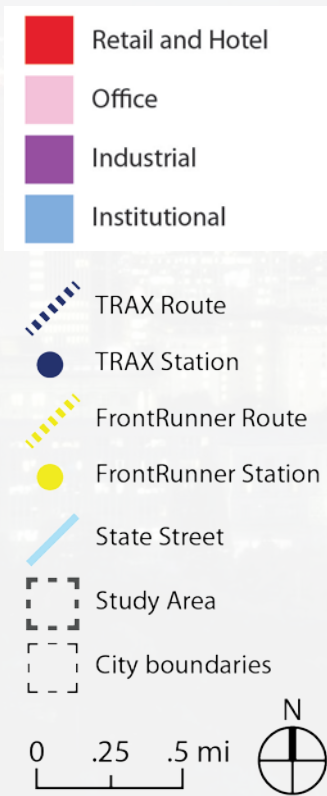 Retail and Hotel
Office
Industrial
Institutional
TRAX Route
TRAX Station
FrontRunner Route
FrontRunner Station
State Street
Study Area
City boundaries
N
0 .25 .5 mi